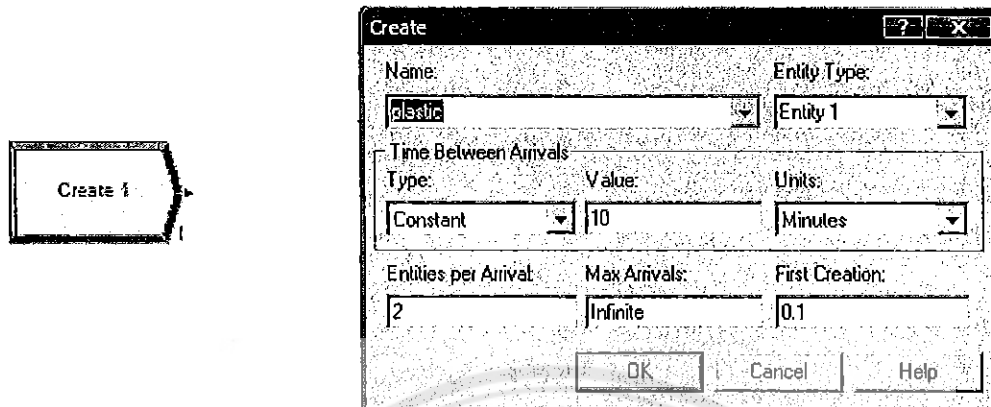 Create
Name:
Entity Type:
plastic
Entity 1
Time Between Arrivals
Type:
Value:
Units:
Constant
10
Minutes
Create 1
Entities per Arrival:
Max Arrivals:
First Creation:
2
Infinite
0.1
OK
Cancel
Help